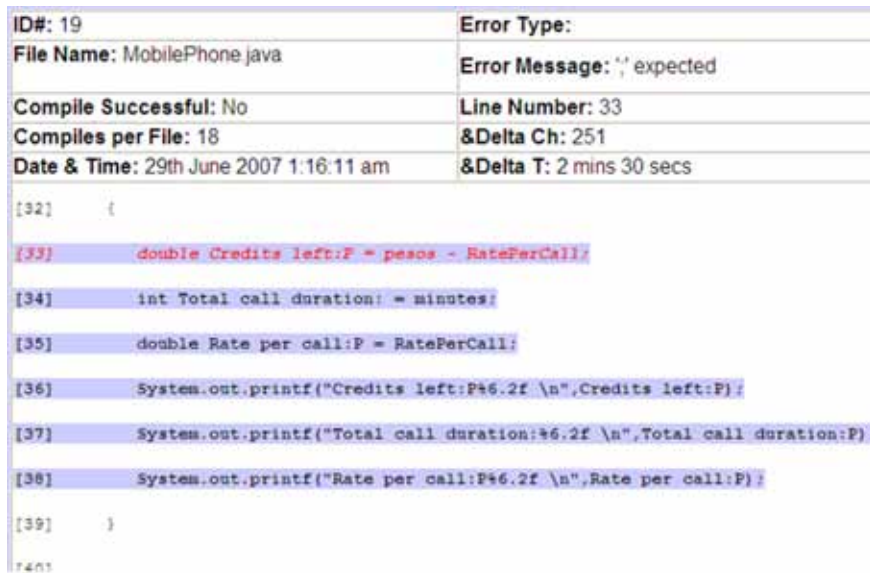 ID#: 19 Error Type:
File Name: MobilePhone.java Error Message: ';' expected
Compile Successful: No Line Number: 33
Compiles per File: 18 &Delta Ch: 251
Date & Time: 29th June 2007 1:16:11 am &Delta T: 2 mins 30 secs
[32] {
[33] double Credits left:P = pesos - RatePerCall;
[34] int Total call duration: = minutes;
[35] double Rate per call:P = RatePerCall;
[36] System.out.printf("Credits left:P%6.2f \n",Credits left:P);
[37] System.out.printf("Total call duration:%6.2f \n",Total call duration:P)
[38] System.out.printf("Rate per call:P%6.2f \n",Rate per call:P);
[39] }
[40]